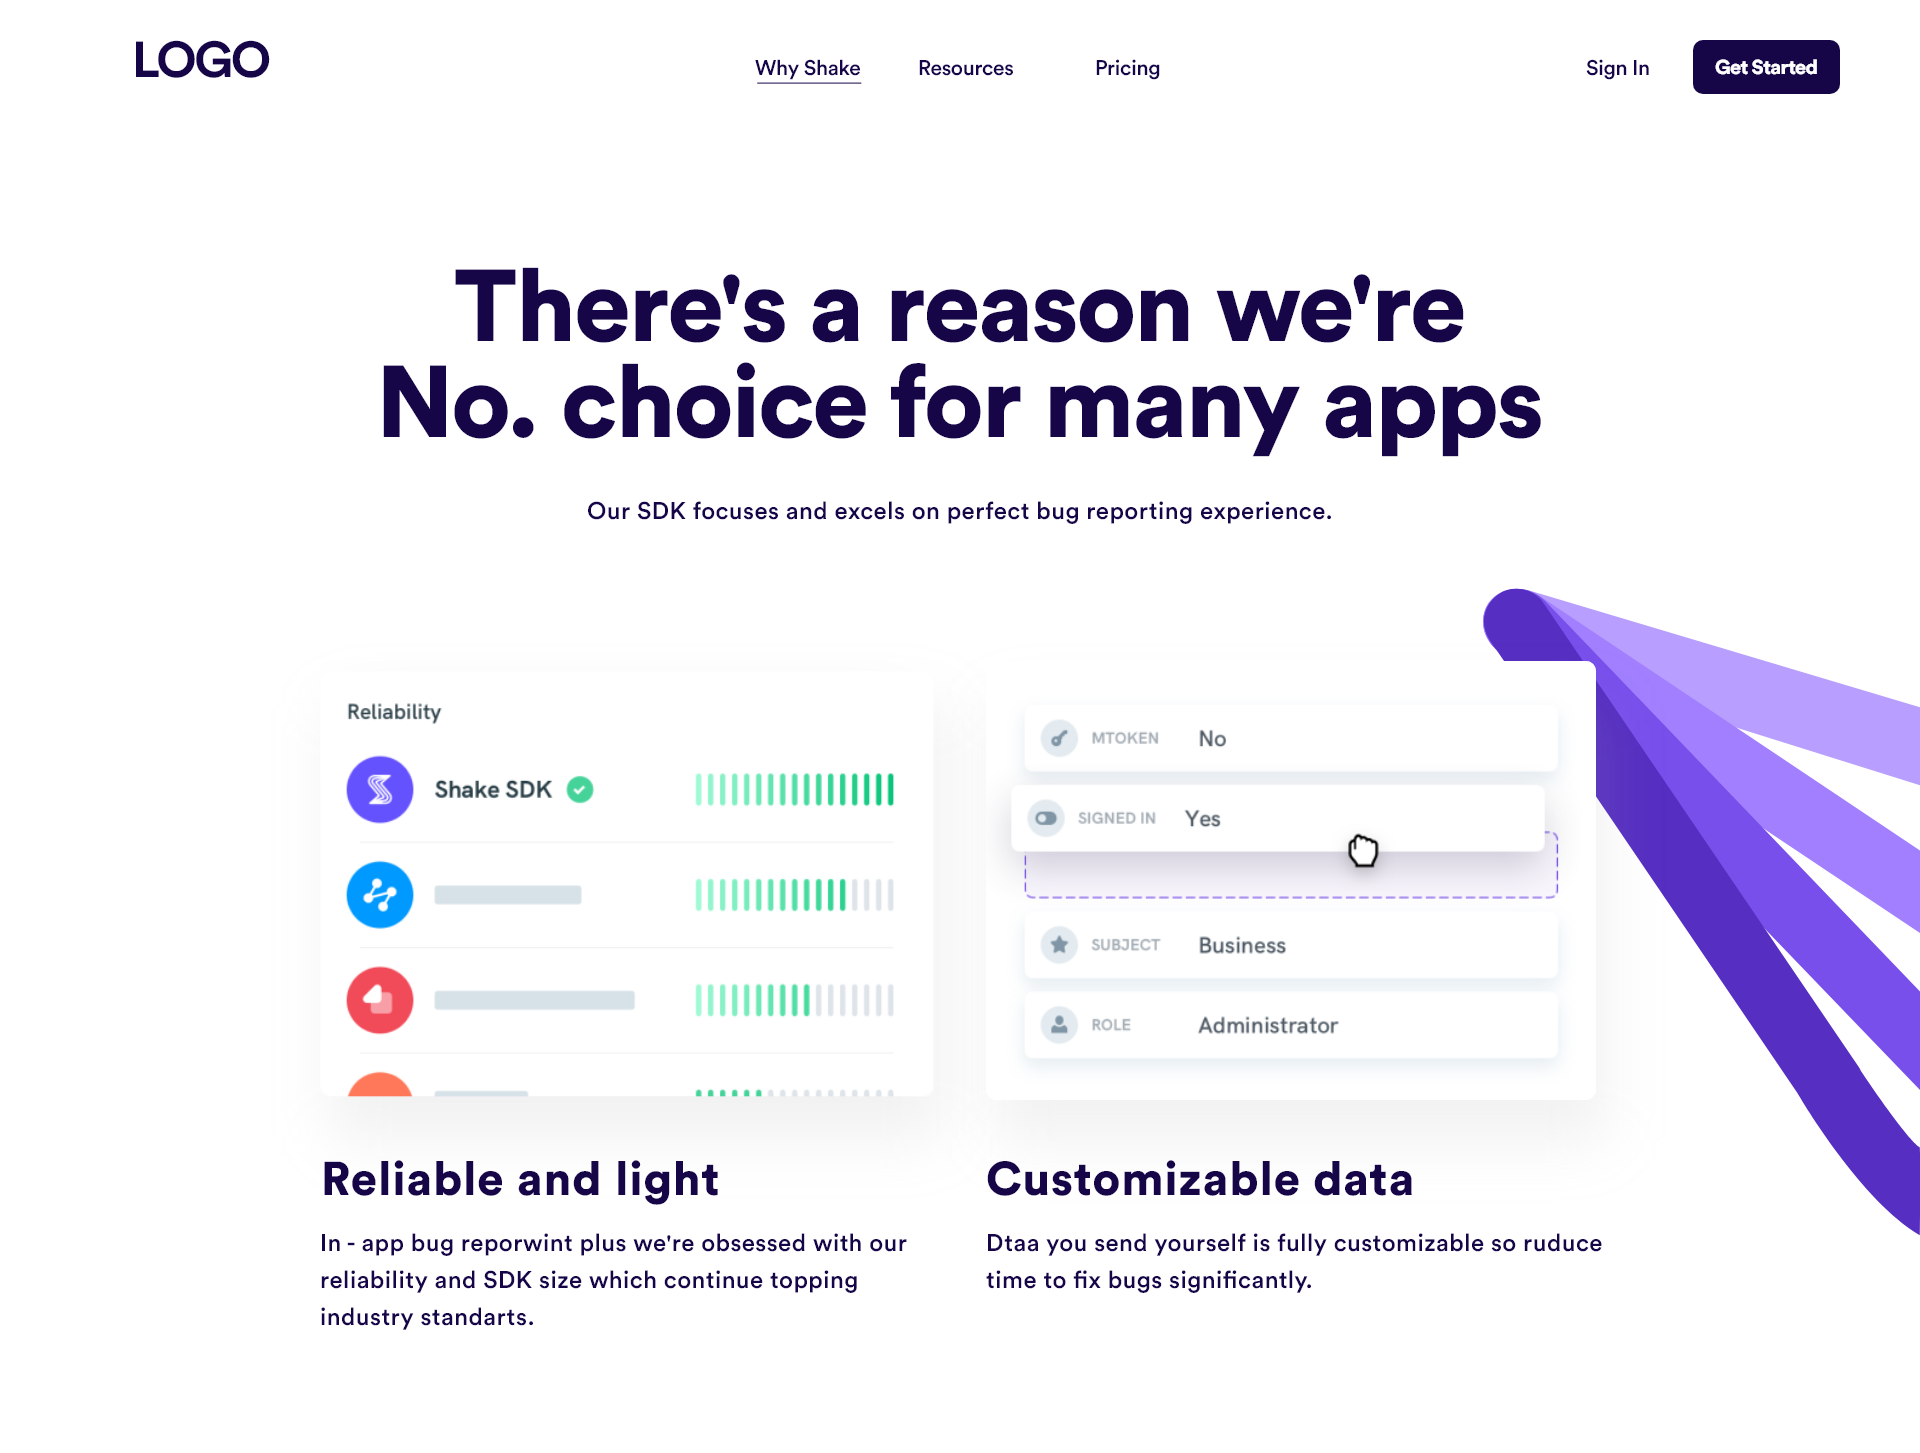 LOGO
Why Shake
Resources
Pricing
Sign In
Get Started
There's a reason we're
No. choice for many apps
Our SDK focuses and excels on perfect bug reporting experience.
Reliability
Shake SDK
MTOKEN No
SIGNED IN Yes
SUBJECT Business
ROLE Administrator
Reliable and light
In - app bug reporwint plus we're obsessed with our
reliability and SDK size which continue topping
industry standarts.
Customizable data
Dtaa you send yourself is fully customizable so ruduce
time to fix bugs significantly.